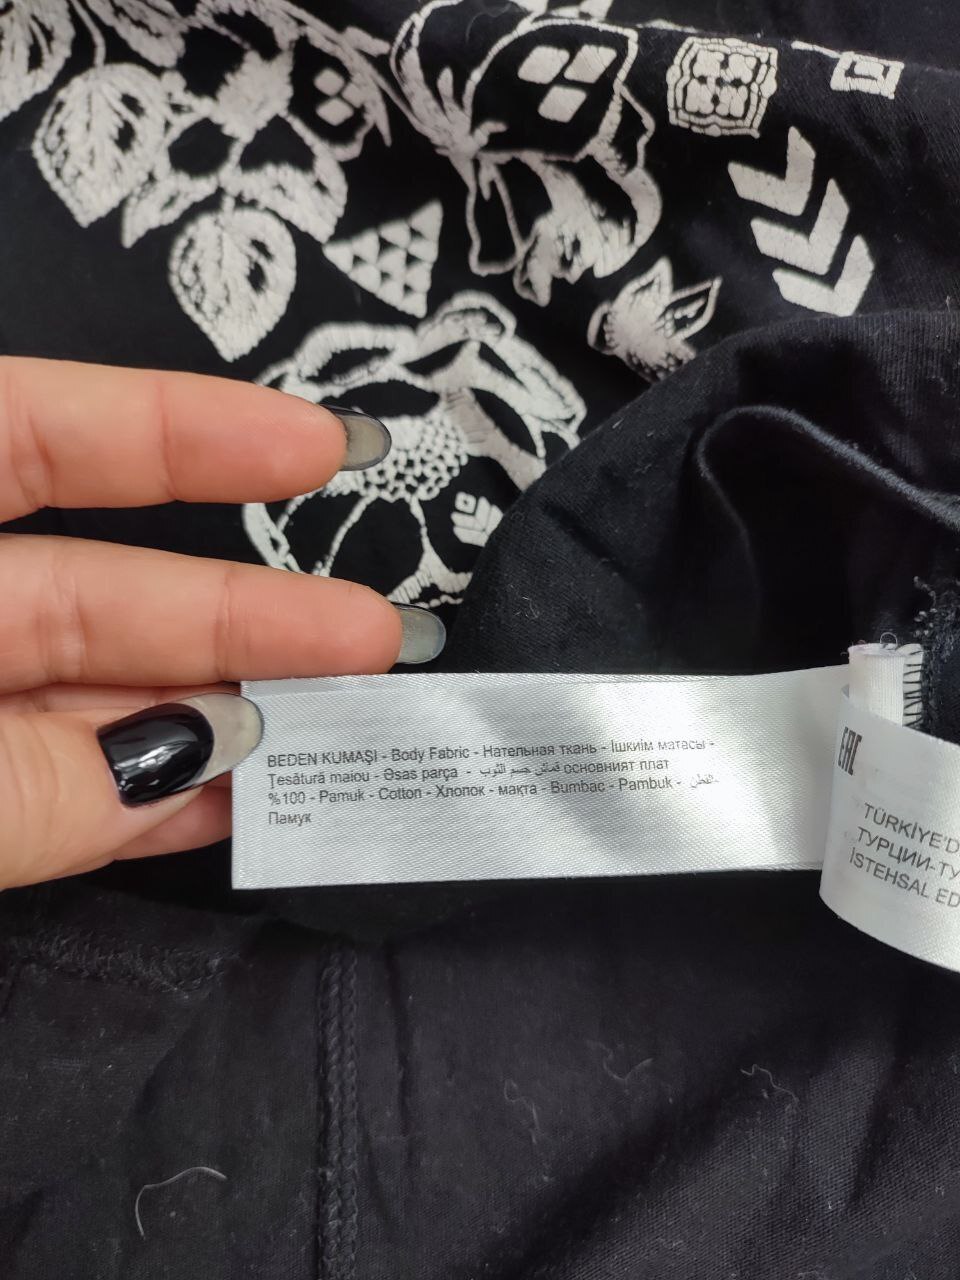 BEDEN KUMAŞI - Body Fabric - Нательная ткань - Ішкиім матасы -
Ţesătură maiou - Əsas parça - قماش جسم الثوب основният плат
%100 - Pamuk - Cotton - Хлопок - мақта - Bumbac - Pambuk - القطن -
Памук
EAC
TÜRKİYE'D
ТУРЦИИ-ТУ
İSTEHSAL ED